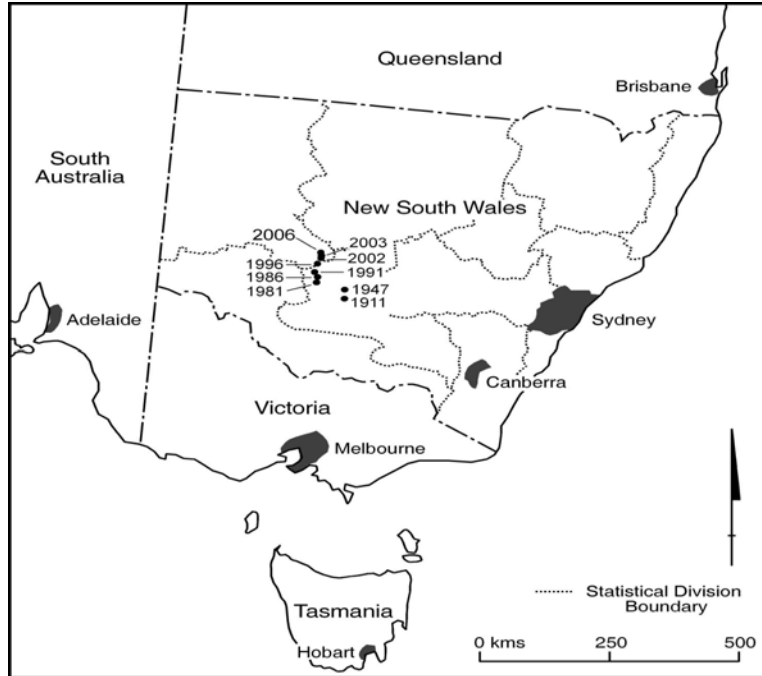 Queensland
Brisbane
South
Australia
New South Wales
2006
2003
2002
1996
1991
1986
1981
1947
1911
Adelaide
Sydney
Canberra
Victoria
Melbourne
Statistical Division
Boundary
Tasmania
Hobart
0 kms 250 500